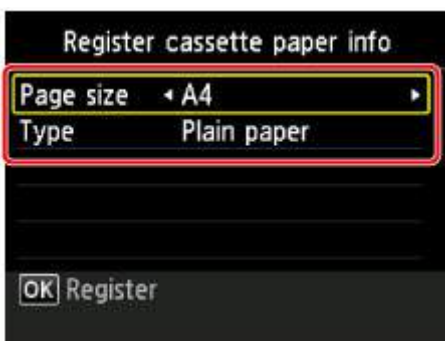 Register cassette paper info
Page size A4
Type Plain paper
OK Register